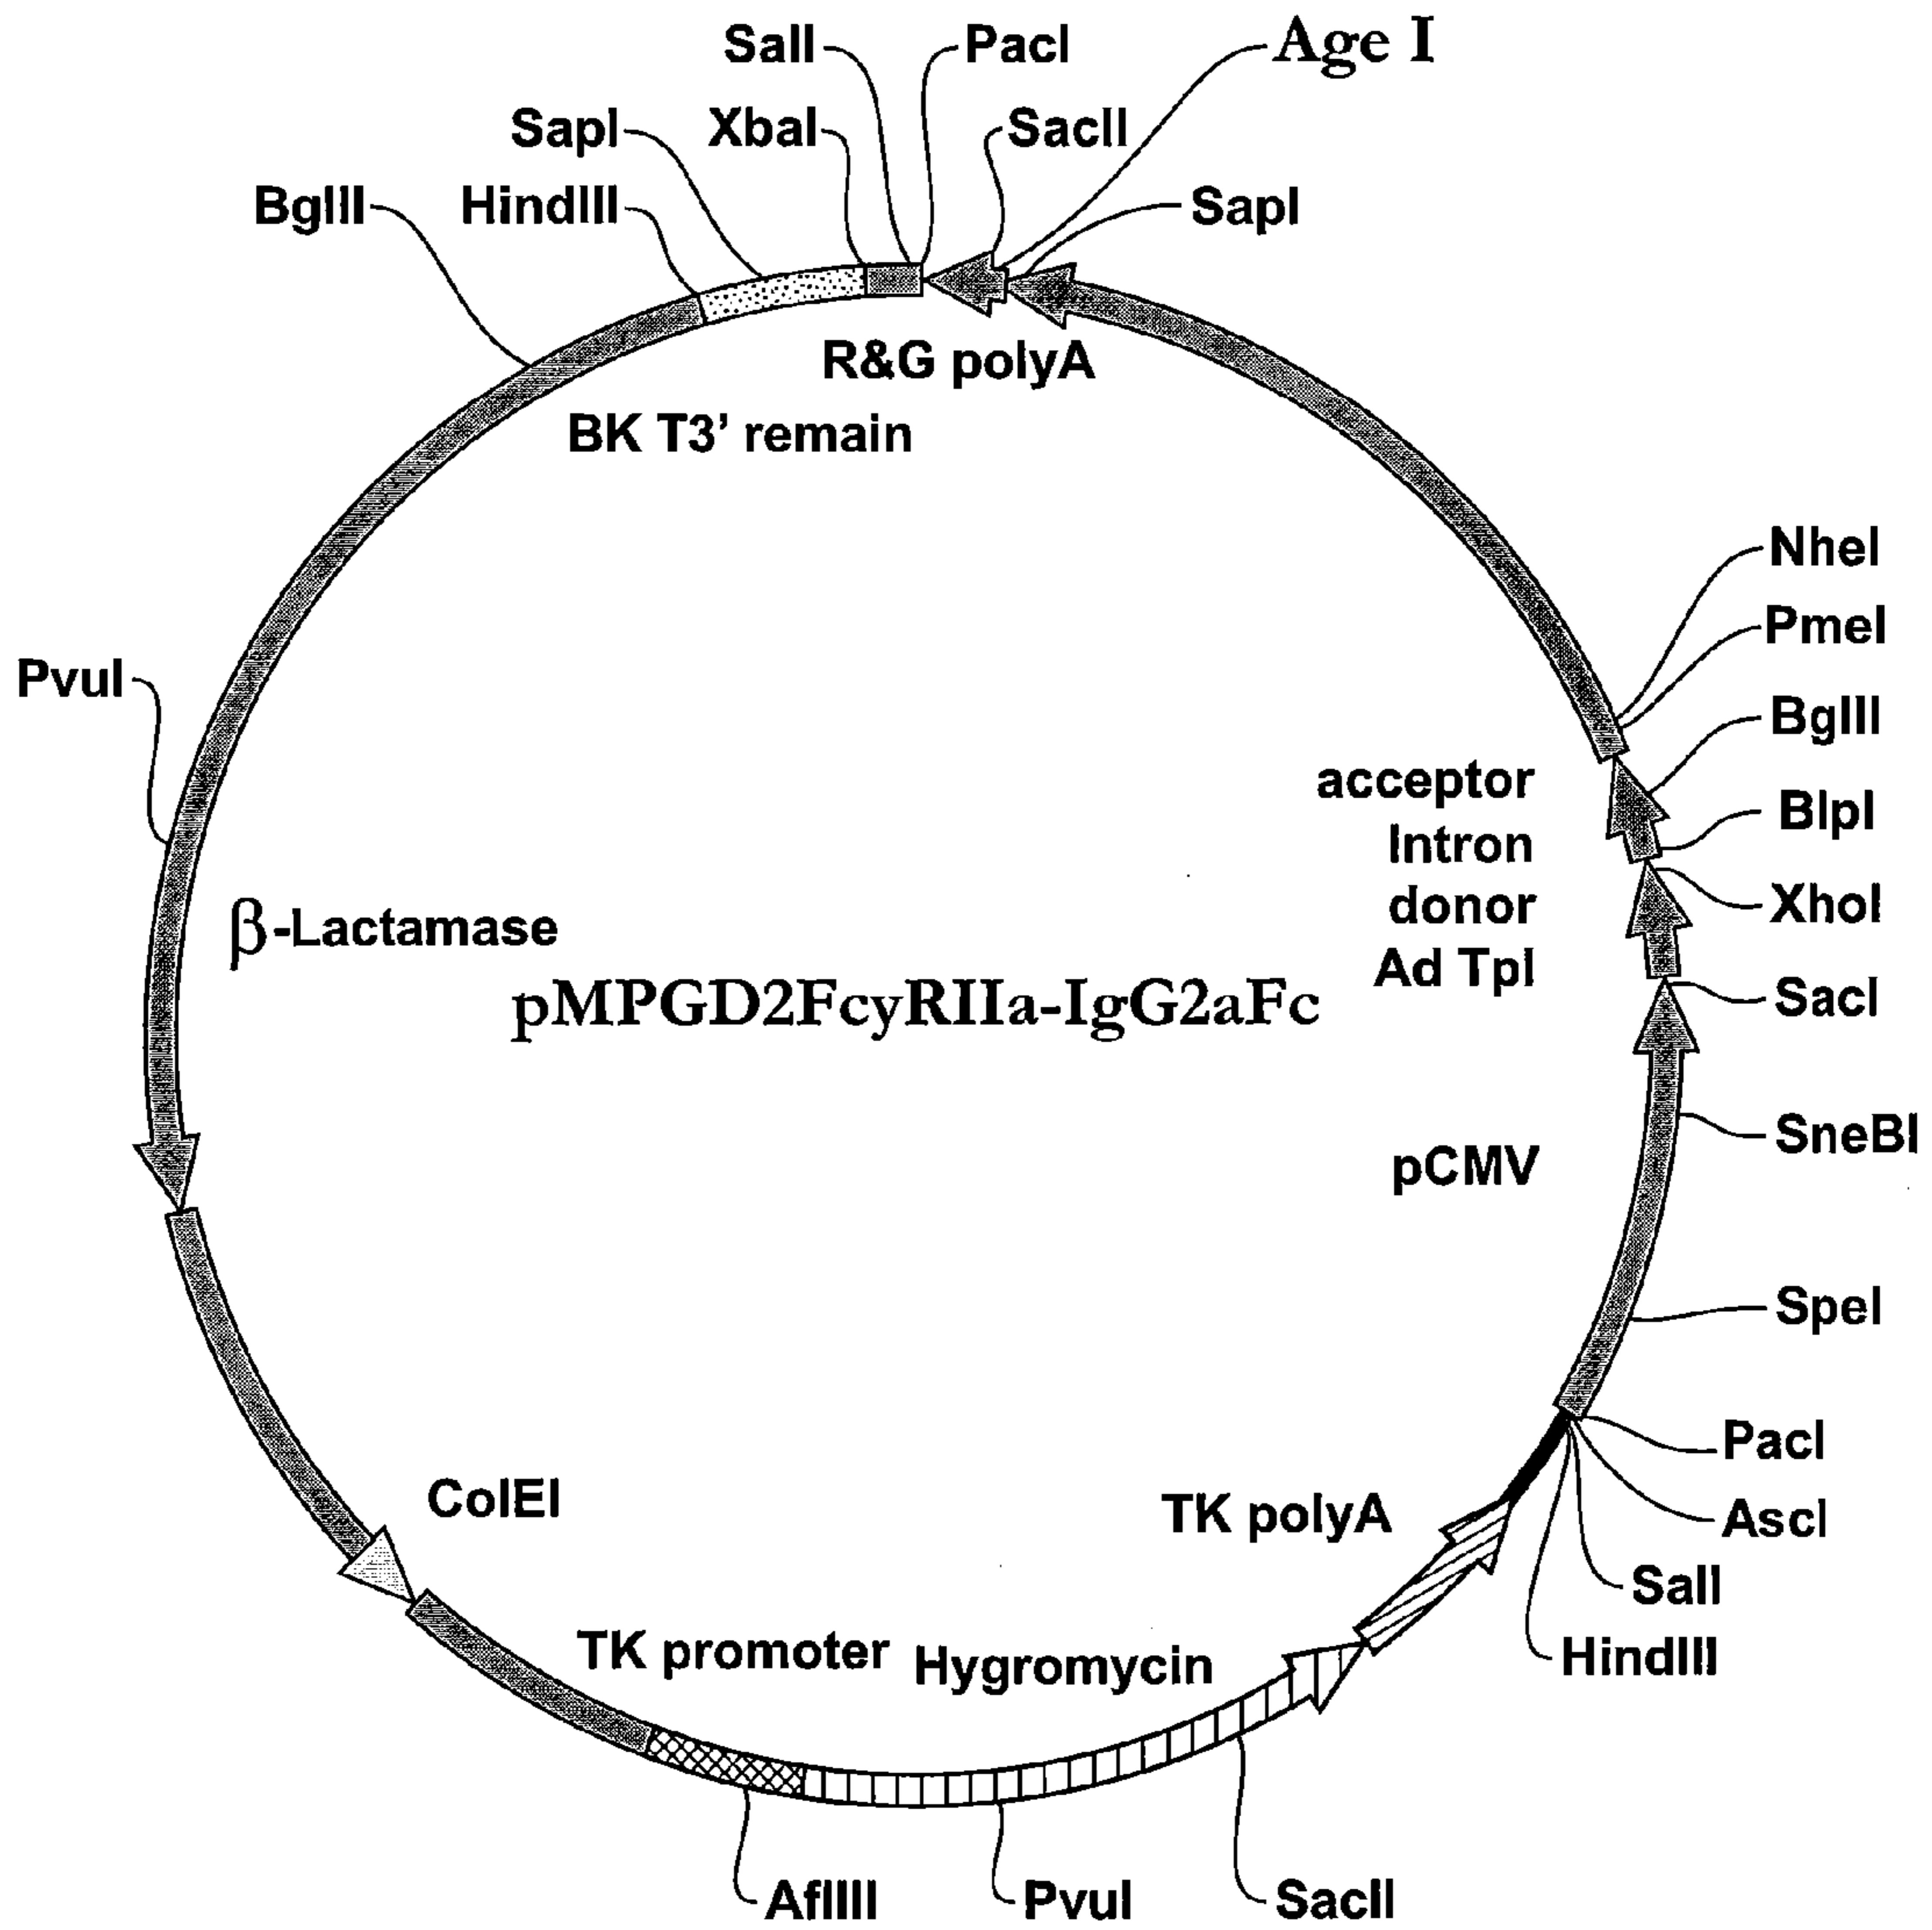 SalI
PacI
Age I
SapI
XbaI
SacII
BglII
HindIII
SapI
R&G polyA
BK T3’ remain
NheI
PmeI
PvuI
BglII
acceptor
BlpI
Intron
donor
XhoI
β-Lactamase
Ad Tpl
pMPGD2FcyRIIa-IgG2aFc
SacI
SneBI
pCMV
SpeI
PacI
ColEI
TK polyA
AscI
SalI
TK promoter
Hygromycin
HindIII
AflIII
PvuI
SacII